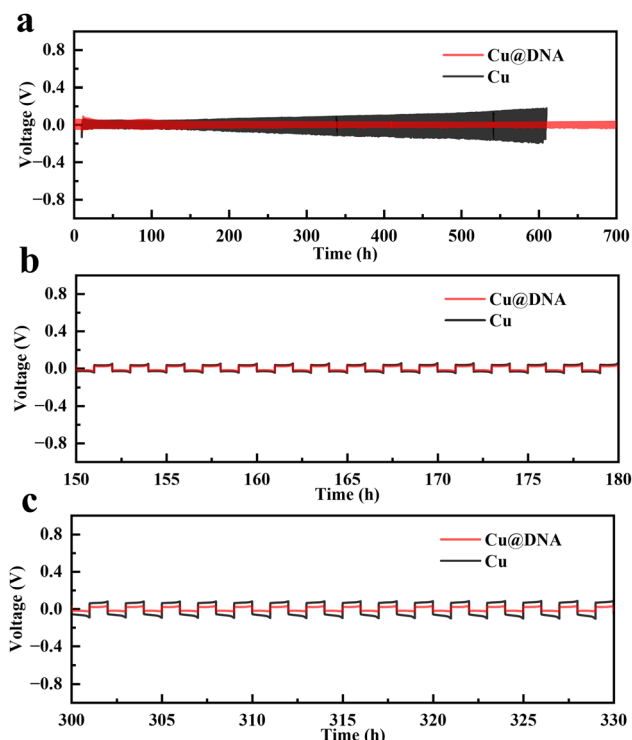 a
Cu@DNA
Cu
Voltage (V)
0.8
0.4
0.0
−0.4
−0.8
0 100 200 300 400 500 600 700
Time (h)
b
Cu@DNA
Cu
Voltage (V)
0.8
0.4
0.0
−0.4
−0.8
150 155 160 165 170 175 180
Time (h)
c
Cu@DNA
Cu
Voltage (V)
0.8
0.4
0.0
−0.4
−0.8
300 305 310 315 320 325 330
Time (h)